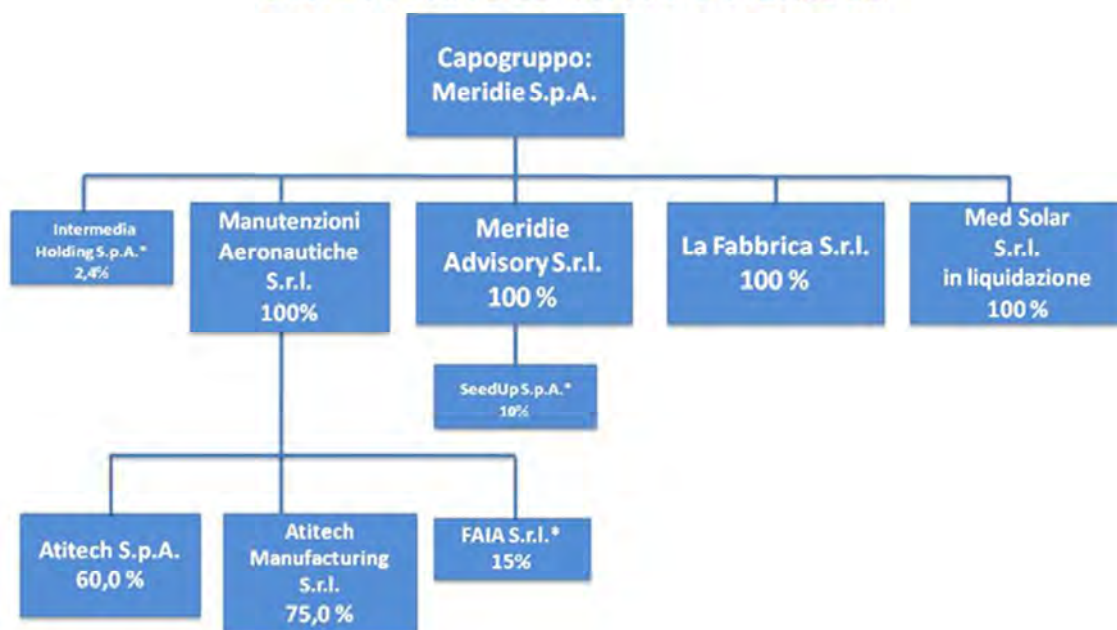 Capogruppo:
Meridie S.p.A.
Intermedia
Holding S.p.A.*
2,4%
Manutenzioni
Aeronautiche
S.r.l.
100%
Meridie
Advisory S.r.l.
100 %
La Fabbrica S.r.l.
100 %
Med Solar
S.r.l.
in liquidazione
100 %
SeedUp S.p.A.*
10%
Atitech S.p.A.
60,0 %
Atitech
Manufacturing
S.r.l.
75,0 %
FAIA S.r.l.*
15%